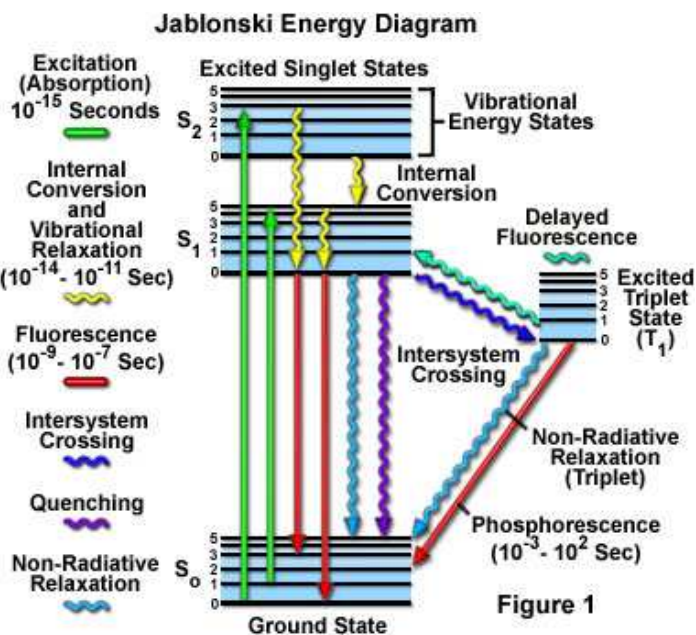 Jablonski Energy Diagram
Excitation
(Absorption)
10⁻¹⁵ Seconds
Internal
Conversion
and
Vibrational
Relaxation
(10⁻¹⁴- 10⁻¹¹ Sec)
Fluorescence
(10⁻⁹- 10⁻⁷ Sec)
Intersystem
Crossing
Quenching
Non-Radiative
Relaxation
Excited Singlet States
S₂
5
3
2
1
0
Vibrational
Energy States
Internal
Conversion
S₁
5
3
2
1
0
Delayed
Fluorescence
5
3
2
1
0
Excited
Triplet
State
(T₁)
Intersystem
Crossing
Non-Radiative
Relaxation
(Triplet)
Phosphorescence
(10⁻³- 10² Sec)
S₀
5
3
2
1
0
Ground State
Figure 1